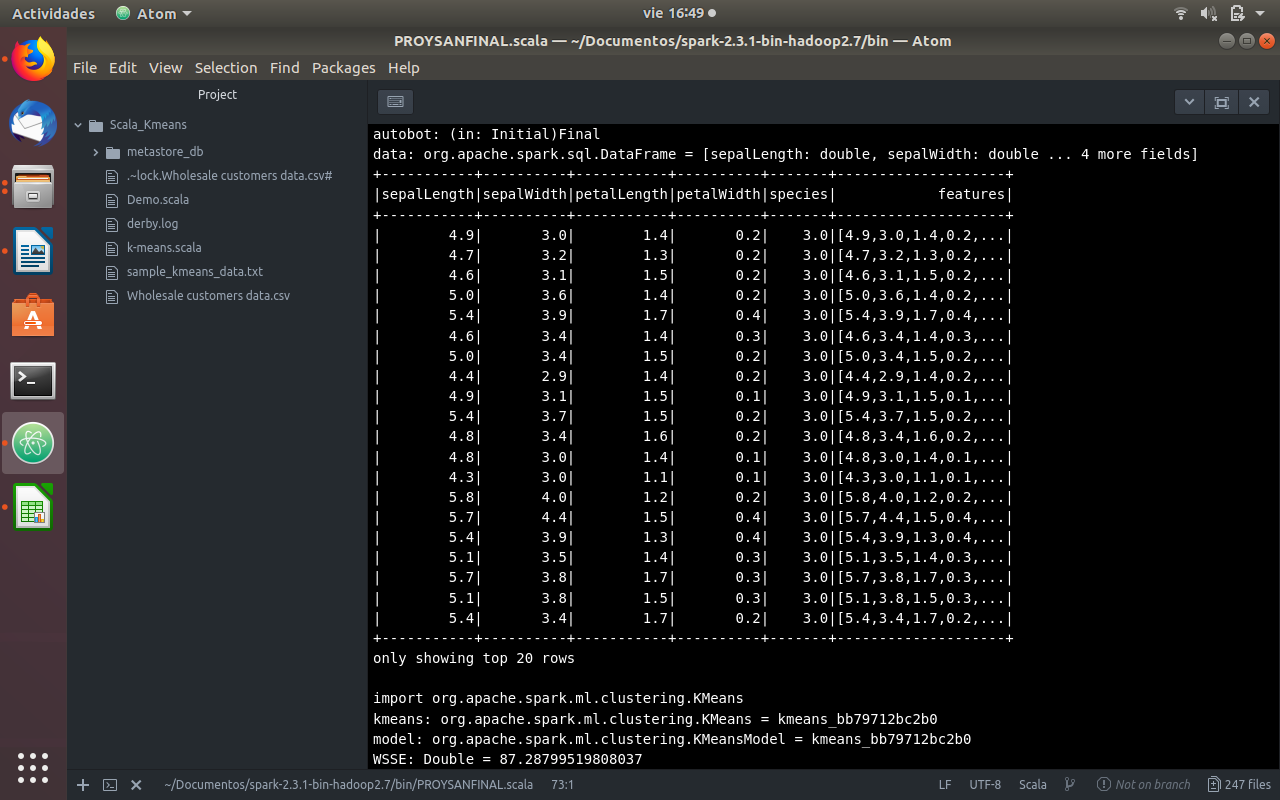 Actividades Atom vie 16:49
PROYSANFINAL.scala — ~/Documentos/spark-2.3.1-bin-hadoop2.7/bin — Atom
File Edit View Selection Find Packages Help
Project
Scala_Kmeans
metastore_db
.~lock.Wholesale customers data.csv#
Demo.scala
derby.log
k-means.scala
sample_kmeans_data.txt
Wholesale customers data.csv
autobot: (in: Initial)Final
data: org.apache.spark.sql.DataFrame = [sepalLength: double, sepalWidth: double ... 4 more fields]
+-----------+----------+-----------+----------+-------+--------------------+
|sepalLength|sepalWidth|petalLength|petalWidth|species|            features|
+-----------+----------+-----------+----------+-------+--------------------+
|        4.9|       3.0|        1.4|       0.2|    3.0|[4.9,3.0,1.4,0.2,...|
|        4.7|       3.2|        1.3|       0.2|    3.0|[4.7,3.2,1.3,0.2,...|
|        4.6|       3.1|        1.5|       0.2|    3.0|[4.6,3.1,1.5,0.2,...|
|        5.0|       3.6|        1.4|       0.2|    3.0|[5.0,3.6,1.4,0.2,...|
|        5.4|       3.9|        1.7|       0.4|    3.0|[5.4,3.9,1.7,0.4,...|
|        4.6|       3.4|        1.4|       0.3|    3.0|[4.6,3.4,1.4,0.3,...|
|        5.0|       3.4|        1.5|       0.2|    3.0|[5.0,3.4,1.5,0.2,...|
|        4.4|       2.9|        1.4|       0.2|    3.0|[4.4,2.9,1.4,0.2,...|
|        4.9|       3.1|        1.5|       0.1|    3.0|[4.9,3.1,1.5,0.1,...|
|        5.4|       3.7|        1.5|       0.2|    3.0|[5.4,3.7,1.5,0.2,...|
|        4.8|       3.4|        1.6|       0.2|    3.0|[4.8,3.4,1.6,0.2,...|
|        4.8|       3.0|        1.4|       0.1|    3.0|[4.8,3.0,1.4,0.1,...|
|        4.3|       3.0|        1.1|       0.1|    3.0|[4.3,3.0,1.1,0.1,...|
|        5.8|       4.0|        1.2|       0.2|    3.0|[5.8,4.0,1.2,0.2,...|
|        5.7|       4.4|        1.5|       0.4|    3.0|[5.7,4.4,1.5,0.4,...|
|        5.4|       3.9|        1.3|       0.4|    3.0|[5.4,3.9,1.3,0.4,...|
|        5.1|       3.5|        1.4|       0.3|    3.0|[5.1,3.5,1.4,0.3,...|
|        5.7|       3.8|        1.7|       0.3|    3.0|[5.7,3.8,1.7,0.3,...|
|        5.1|       3.8|        1.5|       0.3|    3.0|[5.1,3.8,1.5,0.3,...|
|        5.4|       3.4|        1.7|       0.2|    3.0|[5.4,3.4,1.7,0.2,...|
+-----------+----------+-----------+----------+-------+--------------------+
only showing top 20 rows
import org.apache.spark.ml.clustering.KMeans
kmeans: org.apache.spark.ml.clustering.KMeans = kmeans_bb79712bc2b0
model: org.apache.spark.ml.clustering.KMeansModel = kmeans_bb79712bc2b0
WSSE: Double = 87.28799519808037
~/Documentos/spark-2.3.1-bin-hadoop2.7/bin/PROYSANFINAL.scala 73:1 LF UTF-8 Scala Not on branch 247 files